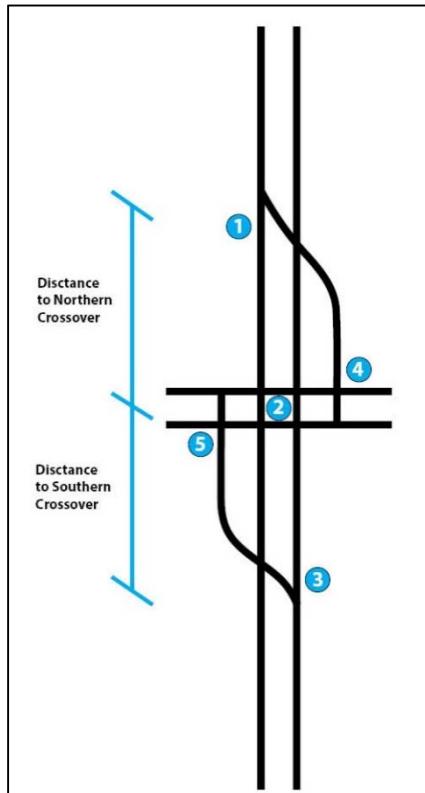 1
Disctance
to Northern
Crossover
4
2
5
Disctance
to Southern
Crossover
3